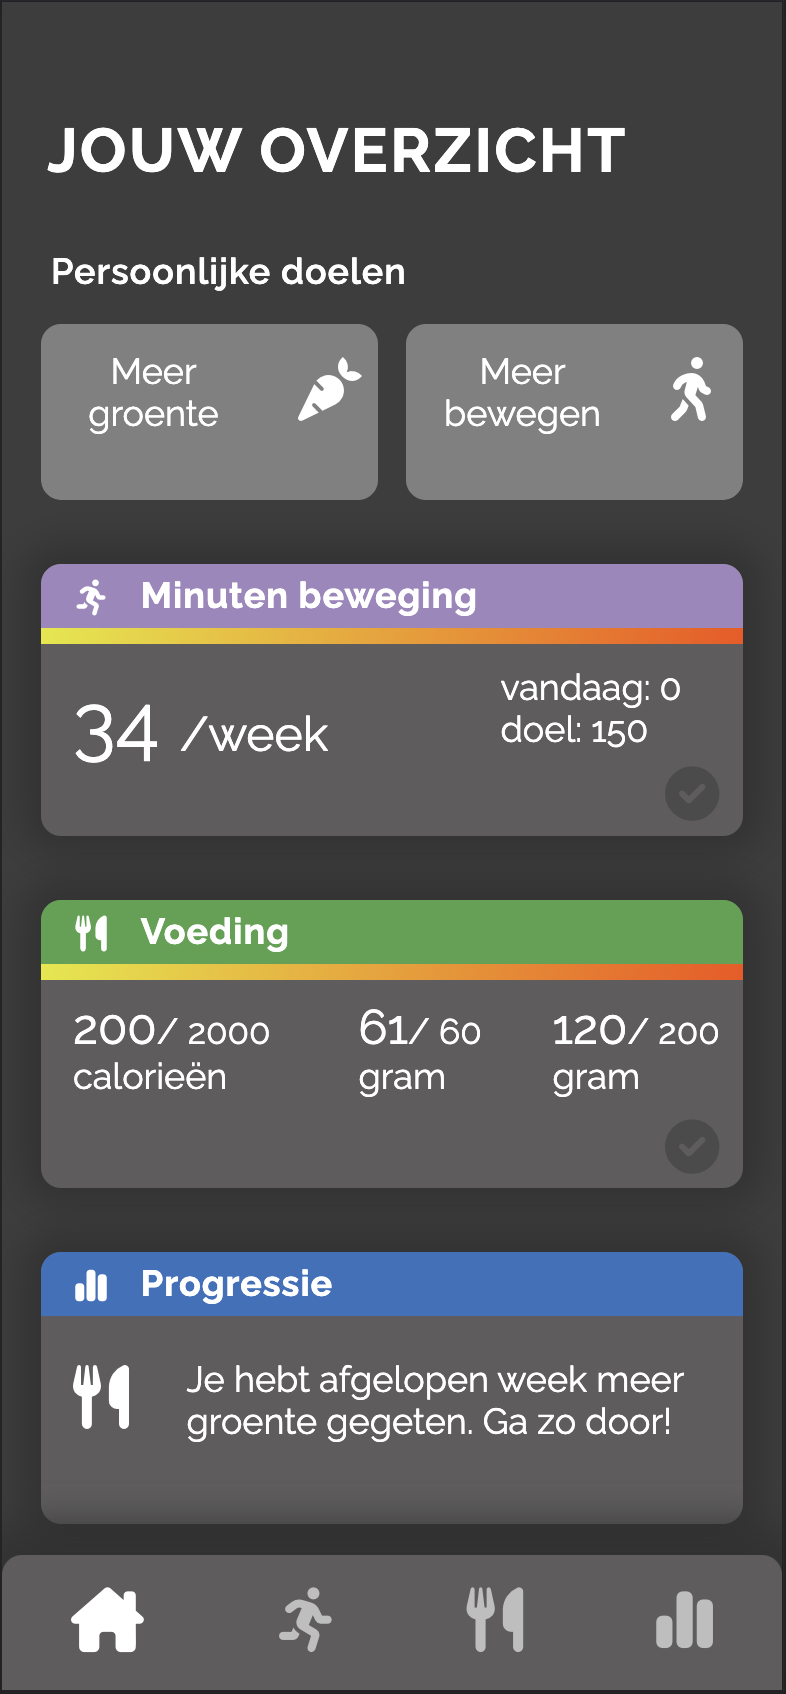 JOUW OVERZICHT
Persoonlijke doelen
Meer
groente
Meer
bewegen
Minuten beweging
34 /week
vandaag: 0
doel: 150
Voeding
200/ 2000
calorieën
61/ 60
gram
120/ 200
gram
Progressie
Je hebt afgelopen week meer
groente gegeten. Ga zo door!